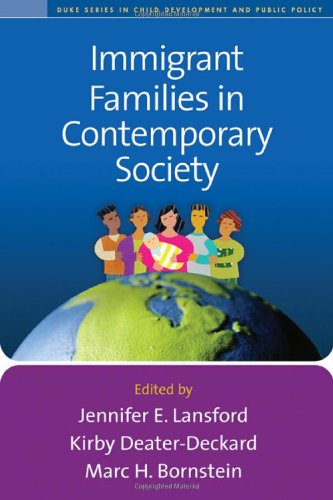 DUKE SERIES IN CHILD DEVELOPMENT AND PUBLIC POLICY
Immigrant
Families in
Contemporary
Society
Edited by
Jennifer E. Lansford
Kirby Deater-Deckard
Marc H. Bornstein